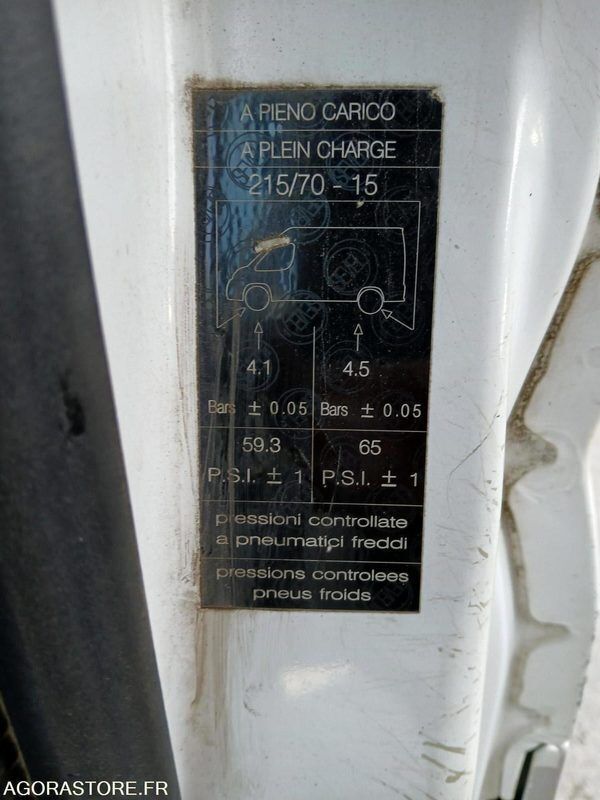 A PIENO CARICO
A PLEIN CHARGE
215/70 - 15
4.1 4.5
Bars ± 0.05 Bars ± 0.05
59.3 65
P.S.I. ± 1 P.S.I. ± 1
pressioni controllate
a pneumatici freddi
pressions controlees
pneus froids
AGORASTORE.FR